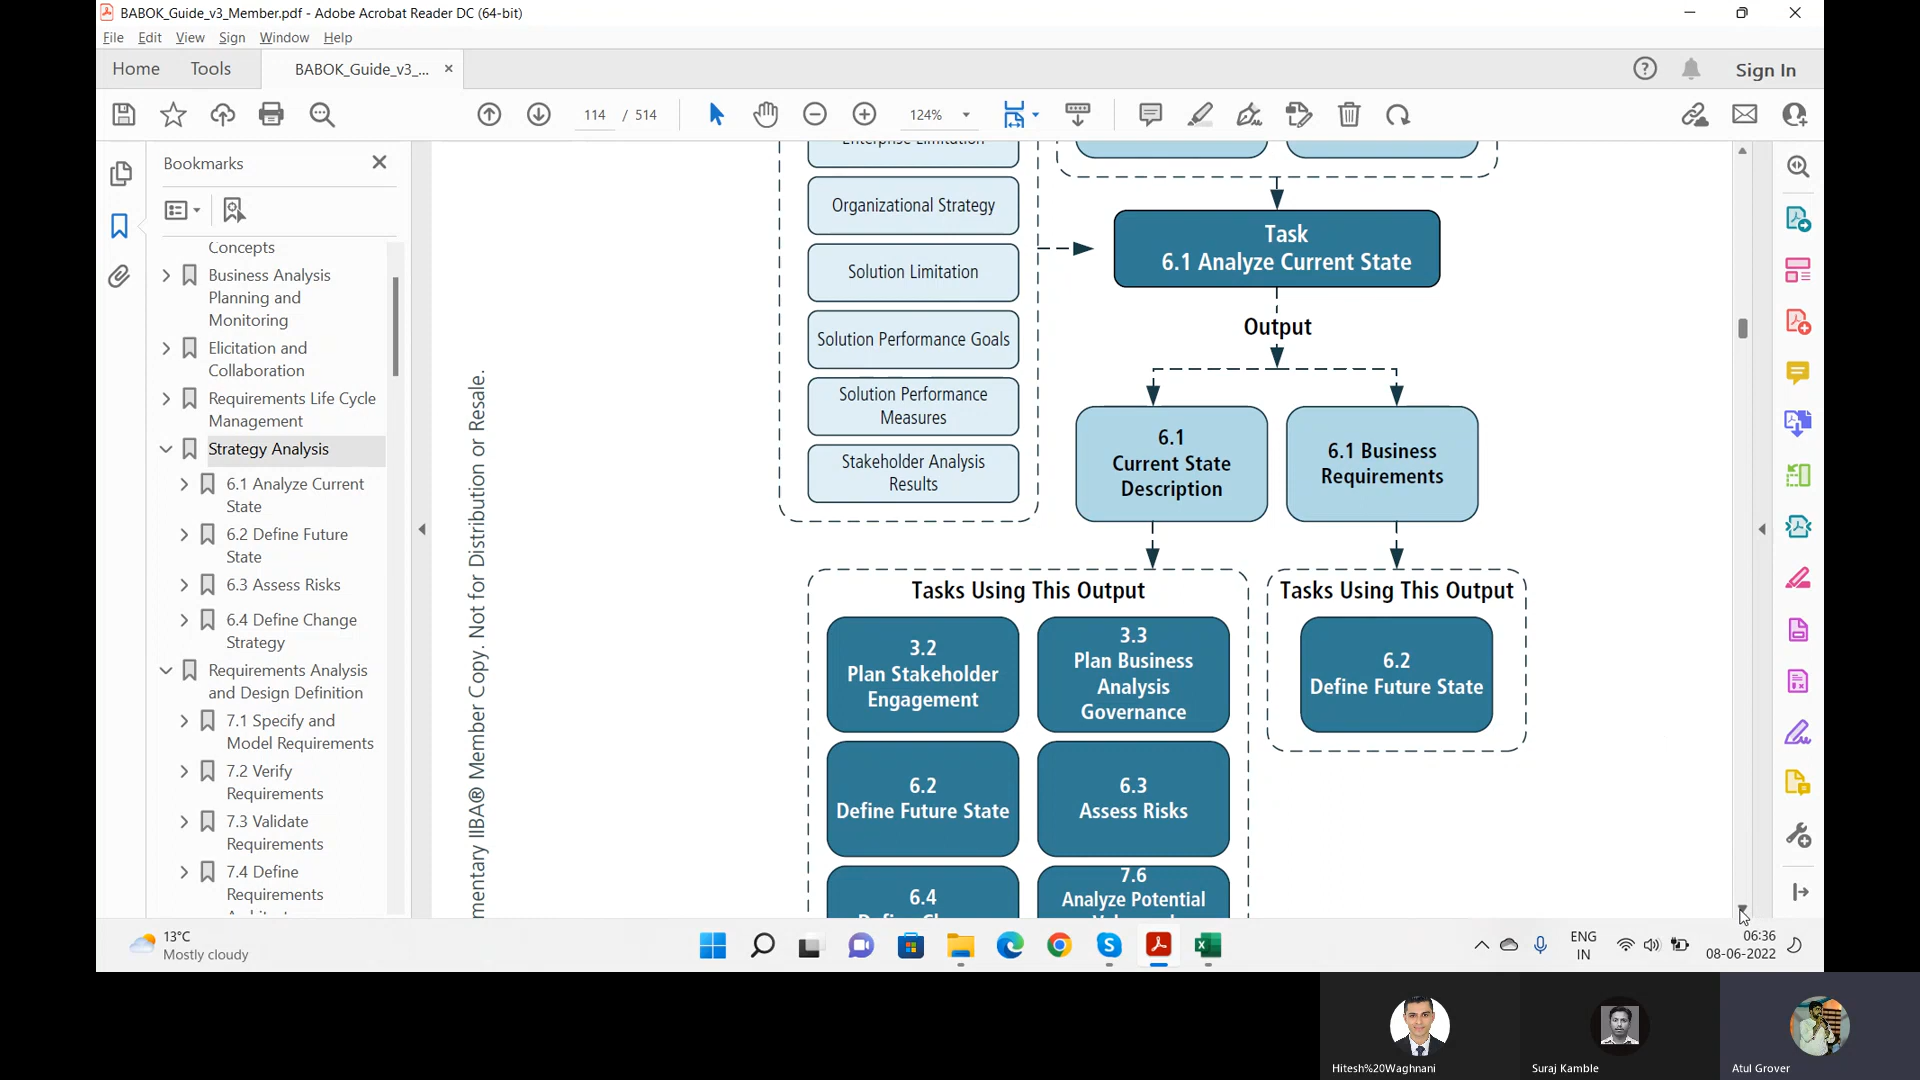 BABOK_Guide_v3_Member.pdf - Adobe Acrobat Reader DC (64-bit)
File Edit View Sign Window Help
Home Tools BABOK_Guide_v3_... × Sign In
114 / 514 124%
Bookmarks
Concepts
Business Analysis
Planning and
Monitoring
Elicitation and
Collaboration
Requirements Life Cycle
Management
Strategy Analysis
6.1 Analyze Current
State
6.2 Define Future
State
6.3 Assess Risks
6.4 Define Change
Strategy
Requirements Analysis
and Design Definition
7.1 Specify and
Model Requirements
7.2 Verify
Requirements
7.3 Validate
Requirements
7.4 Define
Requirements
mentary IIBA® Member Copy. Not for Distribution or Resale.
Enterprise Limitation
Organizational Strategy
Solution Limitation
Solution Performance Goals
Solution Performance
Measures
Stakeholder Analysis
Results
Task
6.1 Analyze Current State
Output
6.1
Current State
Description
6.1 Business
Requirements
Tasks Using This Output
3.2
Plan Stakeholder
Engagement
3.3
Plan Business
Analysis
Governance
6.2
Define Future State
6.3
Assess Risks
6.4
7.6
Analyze Potential
Tasks Using This Output
6.2
Define Future State
13°C
Mostly cloudy
ENG
IN
06:36
08-06-2022
Hitesh%20Waghnani
Suraj Kamble
Atul Grover